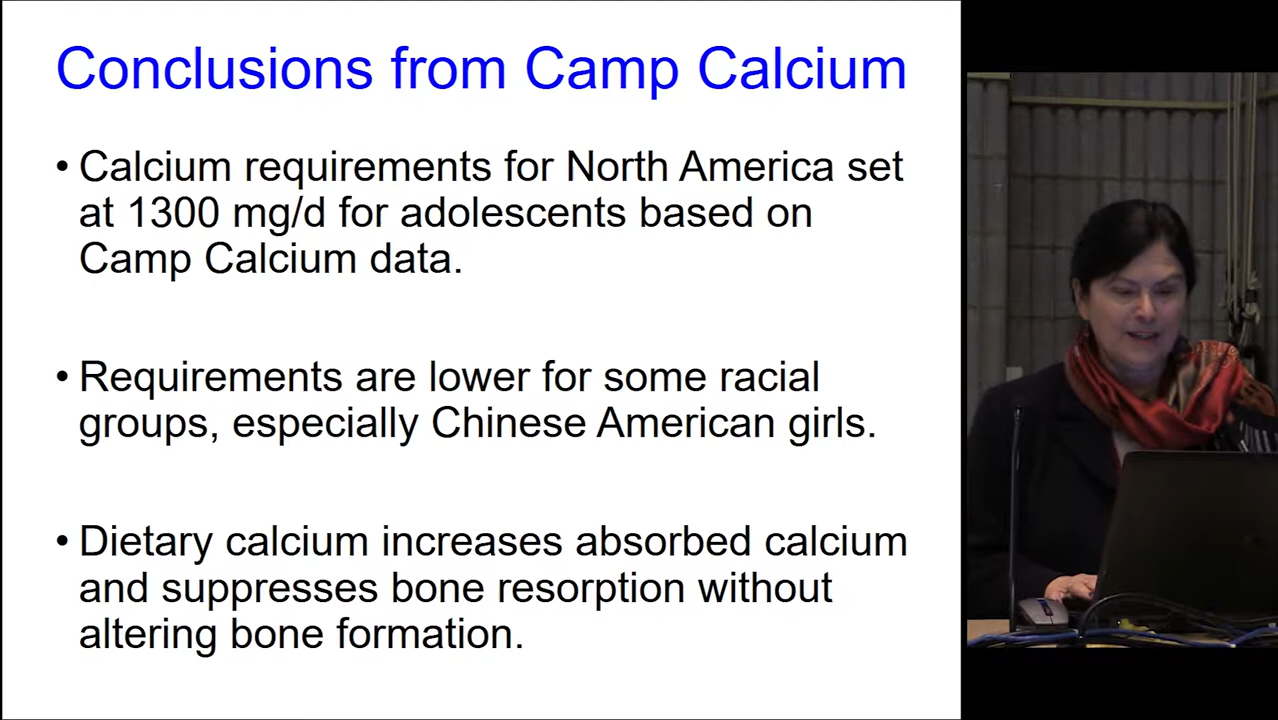 Conclusions from Camp Calcium
• Calcium requirements for North America set
at 1300 mg/d for adolescents based on
Camp Calcium data.
• Requirements are lower for some racial
groups, especially Chinese American girls.
• Dietary calcium increases absorbed calcium
and suppresses bone resorption without
altering bone formation.